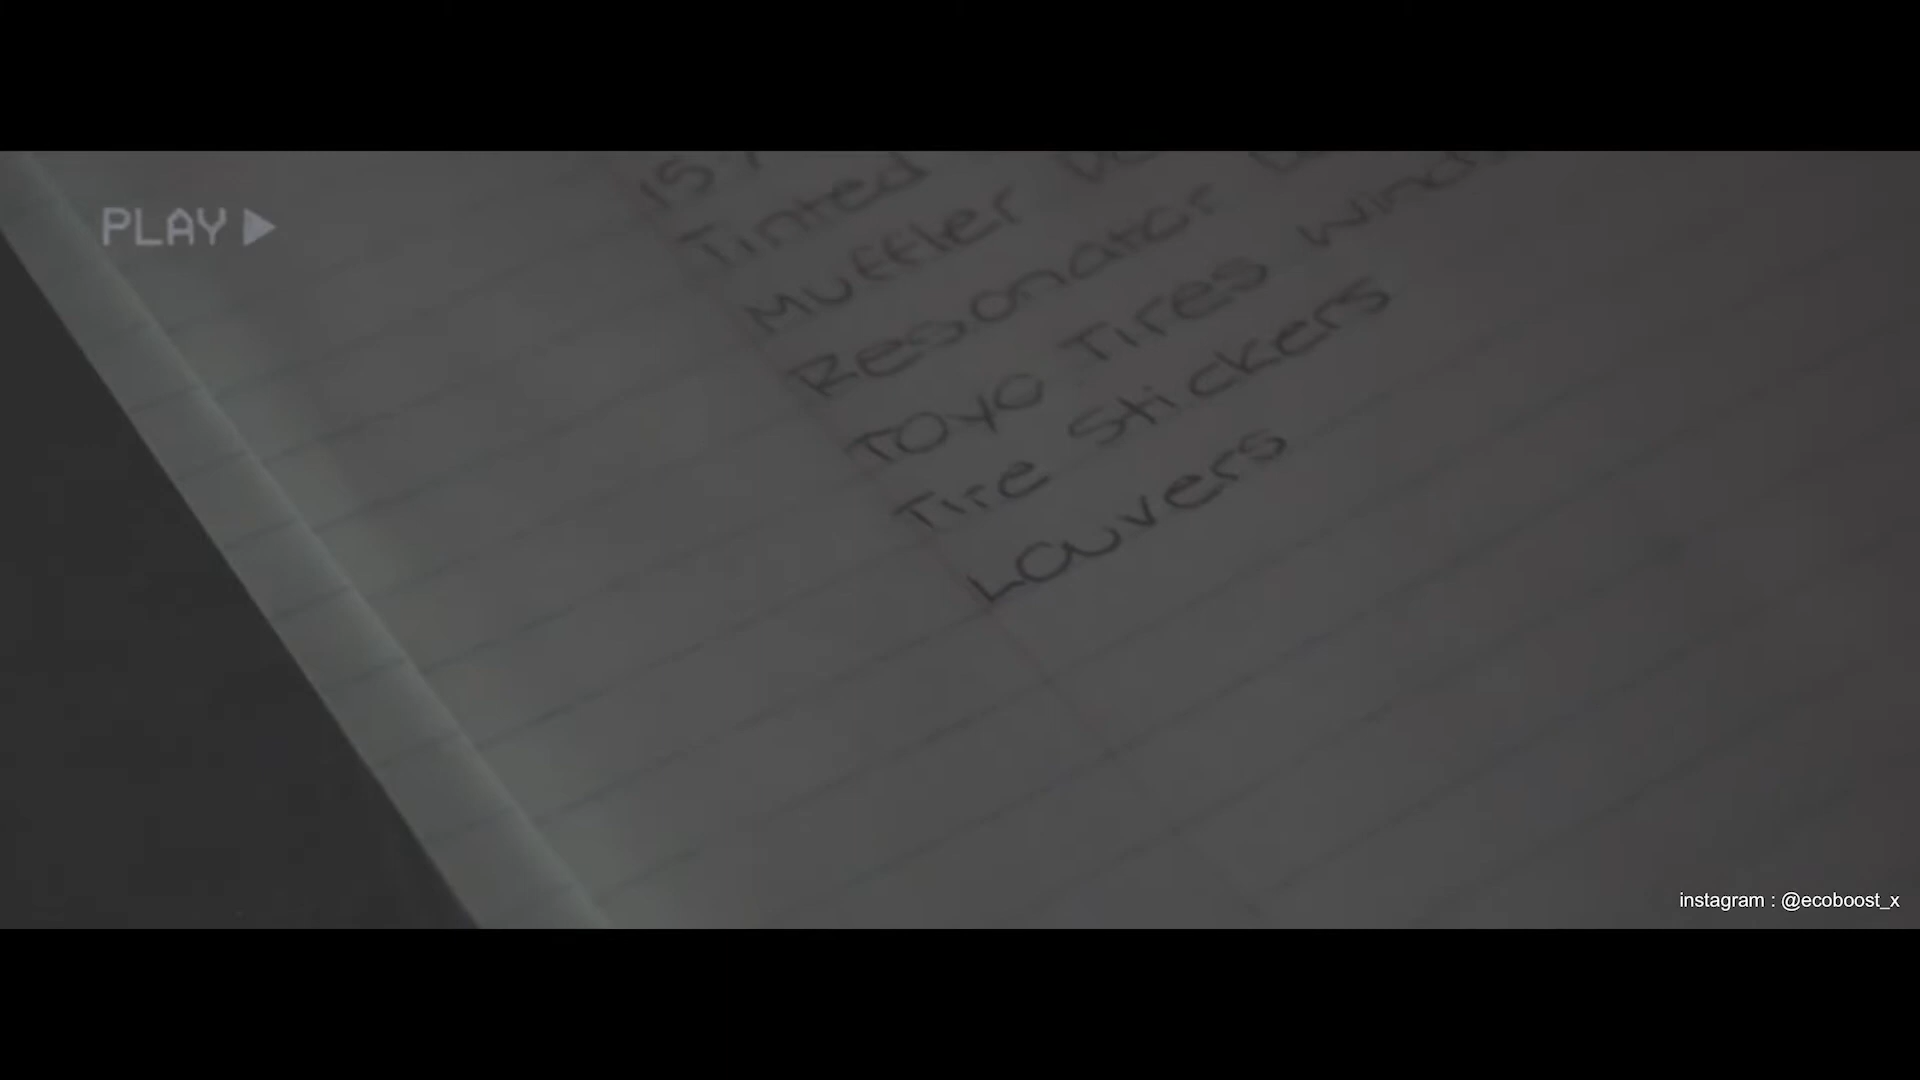 PLAY
Tinted
Muffler
Resonator
TOYO Tires
Tire Stickers
Louvers
instagram : @ecoboost_x